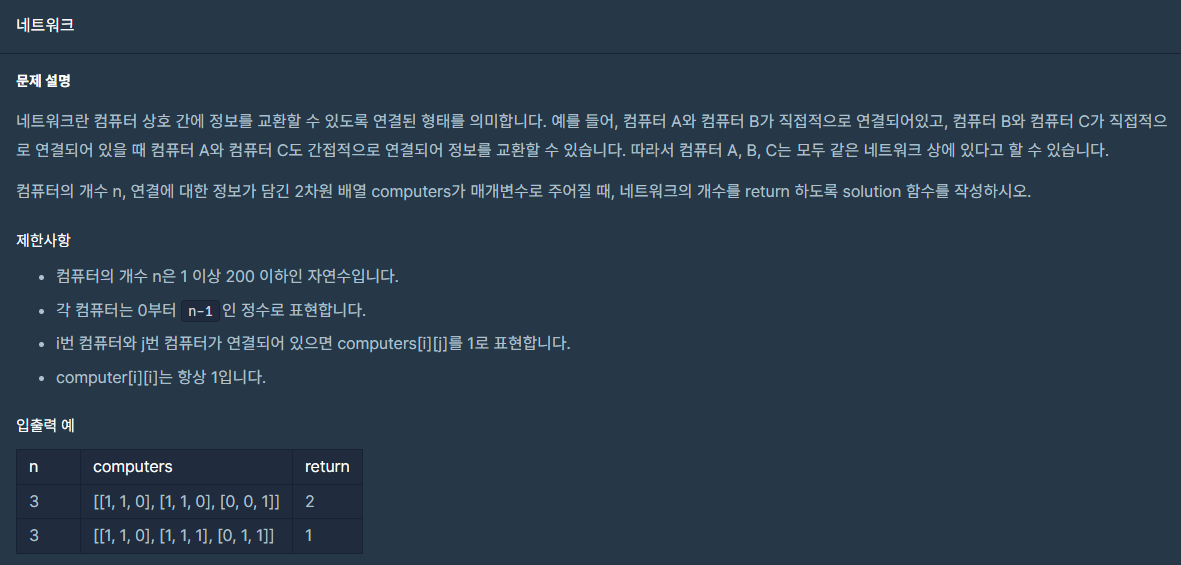 네트워크
문제 설명
네트워크란 컴퓨터 상호 간에 정보를 교환할 수 있도록 연결된 형태를 의미합니다. 예를 들어, 컴퓨터 A와 컴퓨터 B가 직접적으로 연결되어있고, 컴퓨터 B와 컴퓨터 C가 직접적으
로 연결되어 있을 때 컴퓨터 A와 컴퓨터 C도 간접적으로 연결되어 정보를 교환할 수 있습니다. 따라서 컴퓨터 A, B, C는 모두 같은 네트워크 상에 있다고 할 수 있습니다.
컴퓨터의 개수 n, 연결에 대한 정보가 담긴 2차원 배열 computers가 매개변수로 주어질 때, 네트워크의 개수를 return 하도록 solution 함수를 작성하시오.
제한사항
• 컴퓨터의 개수 n은 1 이상 200 이하인 자연수입니다.
• 각 컴퓨터는 0부터 n-1 인 정수로 표현합니다.
• i번 컴퓨터와 j번 컴퓨터가 연결되어 있으면 computers[i][j]를 1로 표현합니다.
• computer[i][i]는 항상 1입니다.
입출력 예
n computers return
3 [[1, 1, 0], [1, 1, 0], [0, 0, 1]] 2
3 [[1, 1, 0], [1, 1, 1], [0, 1, 1]] 1